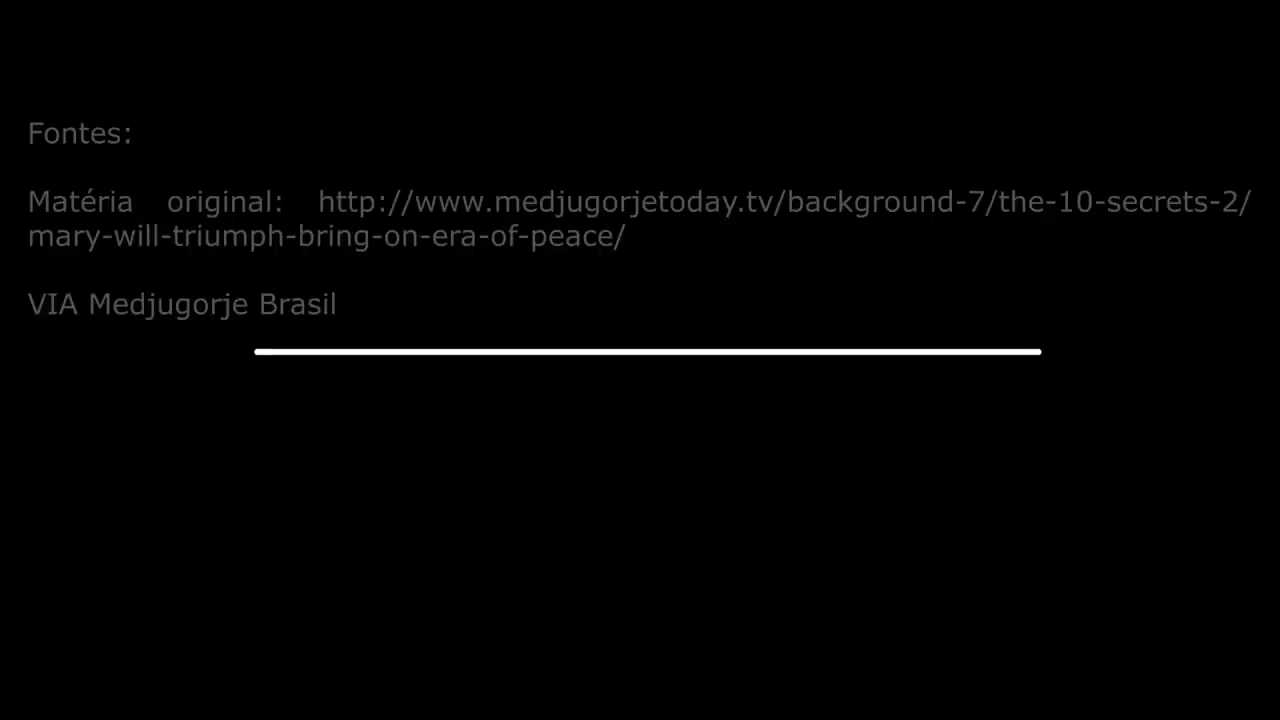 Fontes:
Matéria original: http://www.medjugorjetoday.tv/background-7/the-10-secrets-2/
mary-will-triumph-bring-on-era-of-peace/
VIA Medjugorje Brasil